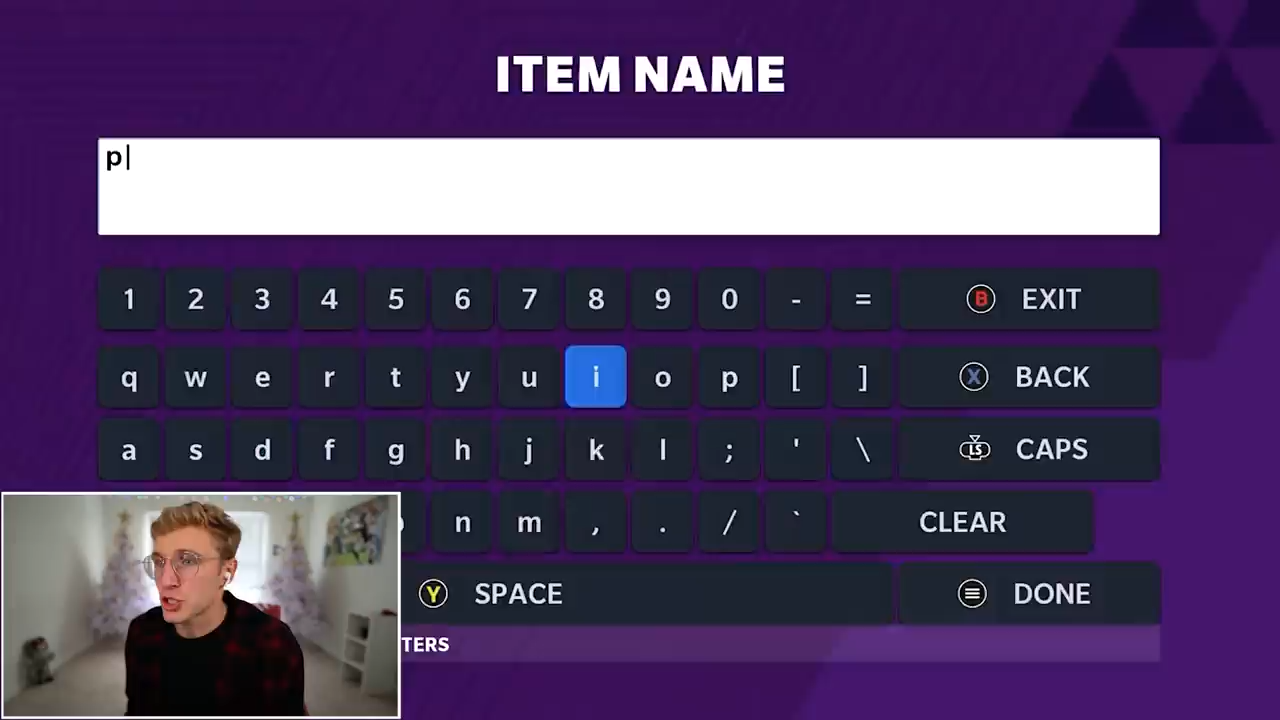 ITEM NAME
p
1 2 3 4 5 6 7 8 9 0 - = B EXIT
q w e r t y u i o p [ ] X BACK
a s d f g h j k l ; ' \ LS CAPS
n m , . / ` CLEAR
Y SPACE DONE
TERS